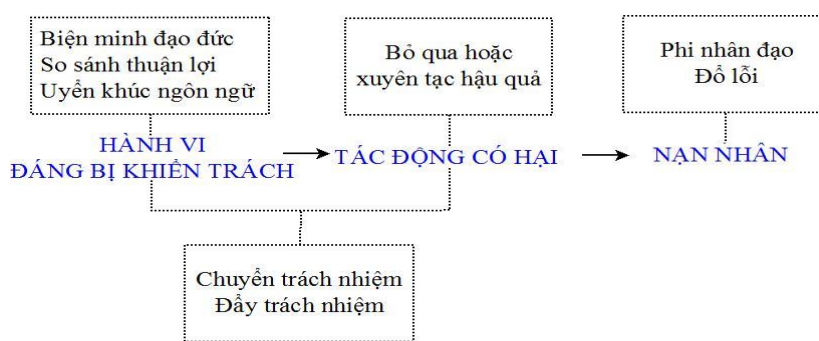 Biện minh đạo đức
So sánh thuận lợi
Uyển khúc ngôn ngữ
Bỏ qua hoặc
xuyên tạc hậu quả
Phi nhân đạo
Đổ lỗi
HÀNH VI
ĐÁNG BỊ KHIỂN TRÁCH
TÁC ĐỘNG CÓ HẠI
NẠN NHÂN
Chuyển trách nhiệm
Đẩy trách nhiệm